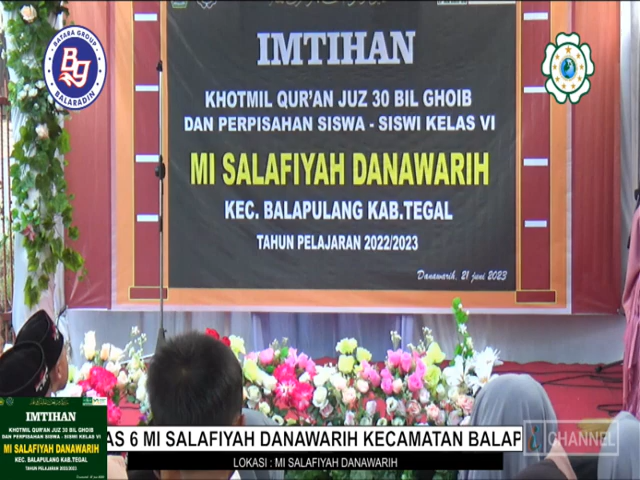 BATARA GROUP
BG
BALARADIN
IMTIHAN
KHOTMIL QUR'AN JUZ 30 BIL GHOIB
DAN PERPISAHAN SISWA - SISWI KELAS VI
MI SALAFIYAH DANAWARIH
KEC. BALAPULANG KAB.TEGAL
TAHUN PELAJARAN 2022/2023
Danawarih, 21 juni 2023
IMTIHAN
KHOTMIL QUR'AN JUZ 30 BIL GHOIB
DAN PERPISAHAN SISWA - SISWI KELAS VI
MI SALAFIYAH DANAWARIH
KEC. BALAPULANG KAB.TEGAL
TAHUN PELAJARAN 2022/2023
AS 6 MI SALAFIYAH DANAWARIH KECAMATAN BALAP
LOKASI : MI SALAFIYAH DANAWARIH
CHANNEL